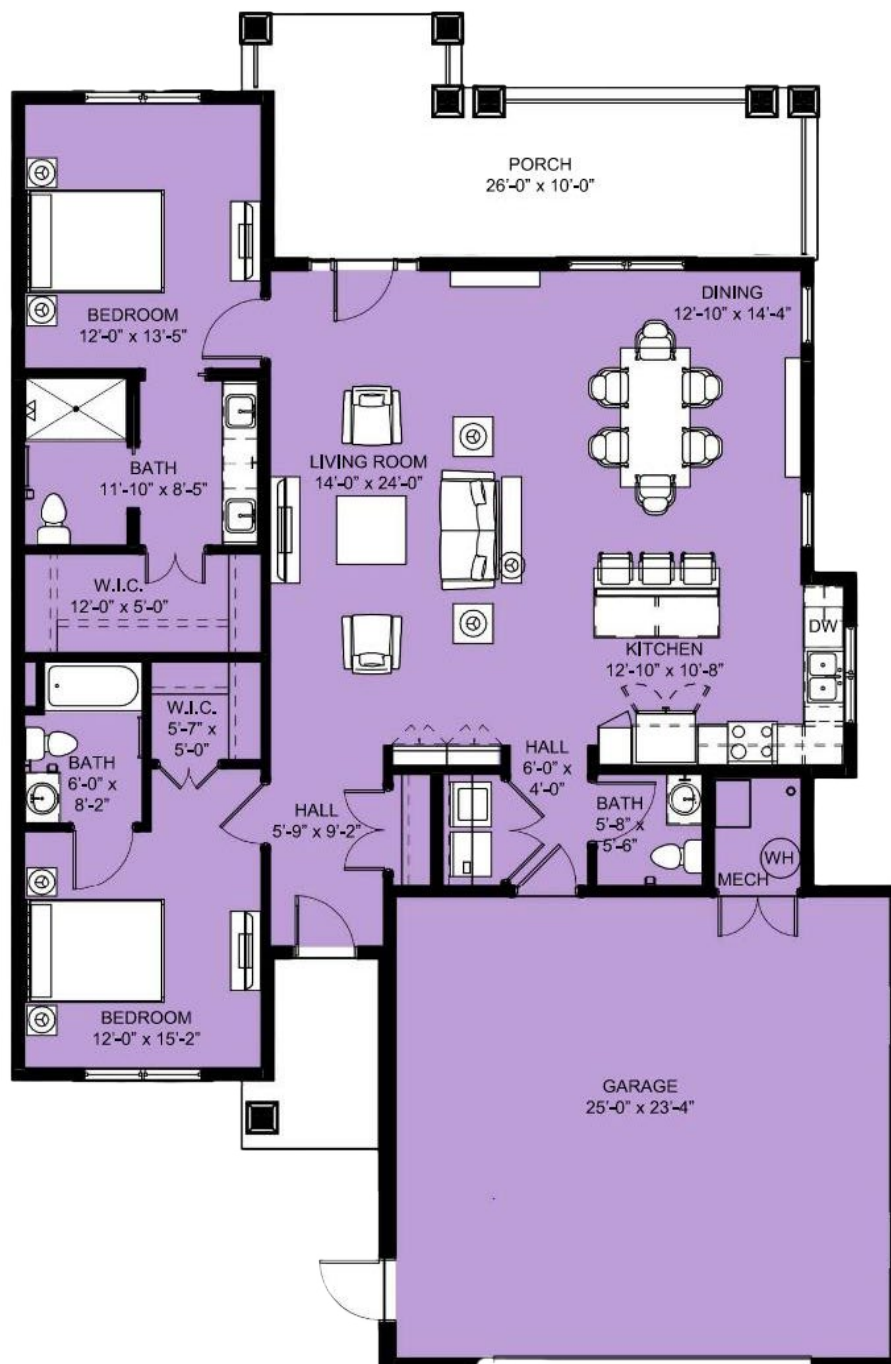 PORCH
26'-0" x 10'-0"
DINING
12'-10" x 14'-4"
BEDROOM
12'-0" x 13'-5"
LIVING ROOM
14'-0" x 24'-0"
BATH
11'-10" x 8'-5"
W.I.C.
12'-0" x 5'-0"
DW
KITCHEN
12'-10" x 10'-8"
W.I.C.
5'-7" x
5'-0"
BATH
6'-0" x
8'-2"
HALL
6'-0" x
4'-0"
HALL
5'-9" x 9'-2"
BATH
5'-8" x
5'-6"
WH
MECH
BEDROOM
12'-0" x 15'-2"
GARAGE
25'-0" x 23'-4"